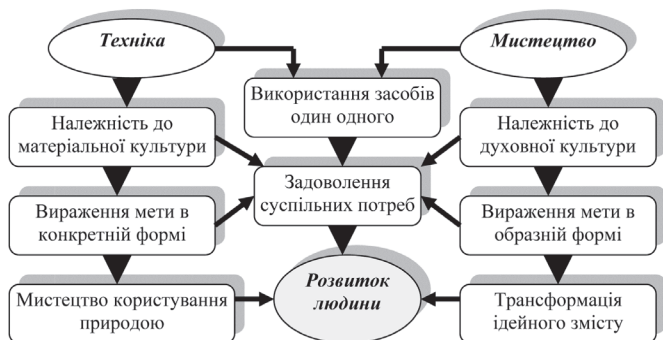 Техніка
Мистецтво
Використання засобів
один одного
Належність до
матеріальної культури
Належність до
духовної культури
Задоволення
суспільних потреб
Вираження мети в
конкретній формі
Вираження мети в
образній формі
Мистецтво користування
природою
Розвиток
людини
Трансформація
ідейного змісту